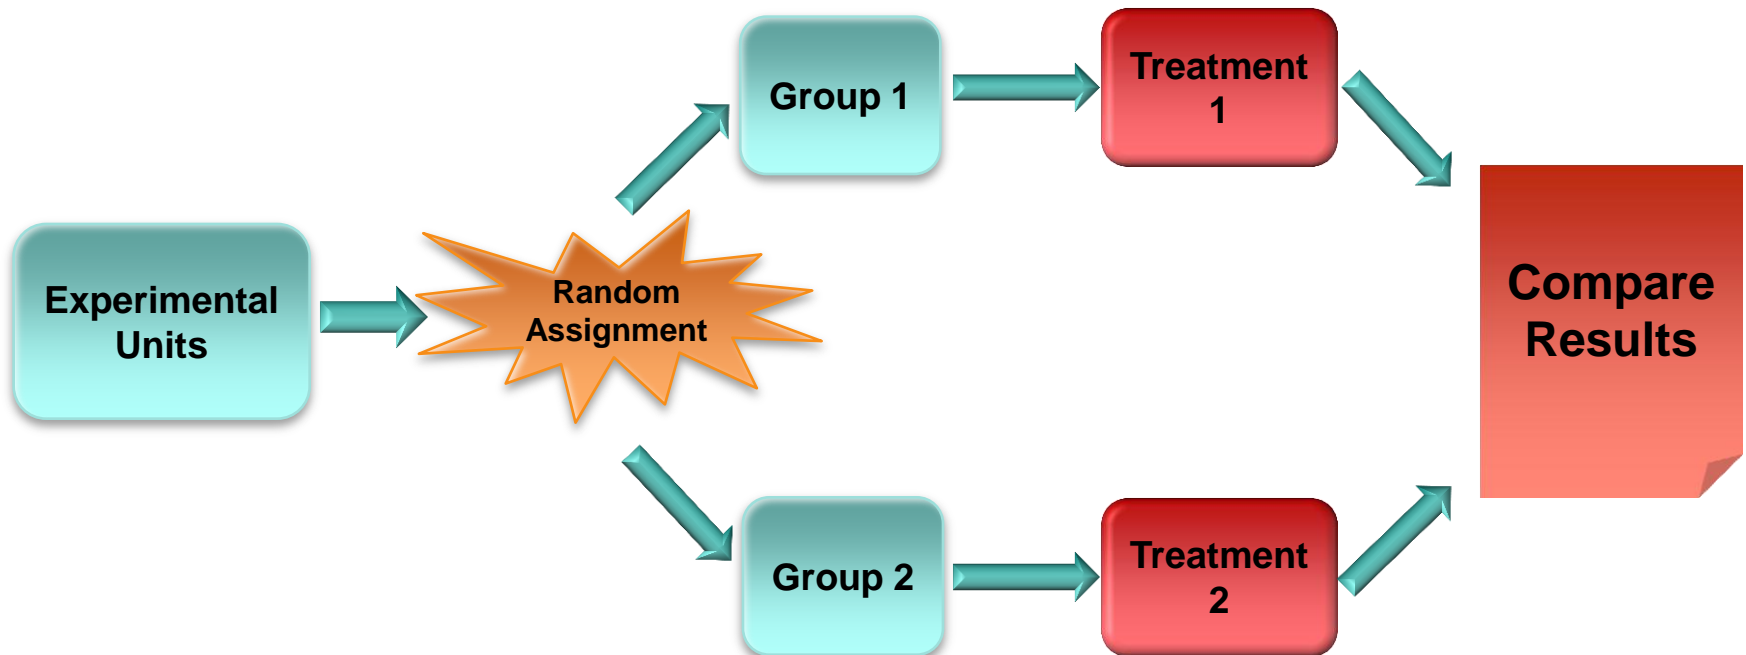 Experimental
Units
Random
Assignment
Group 1
Treatment
1
Group 2
Treatment
2
Compare
Results